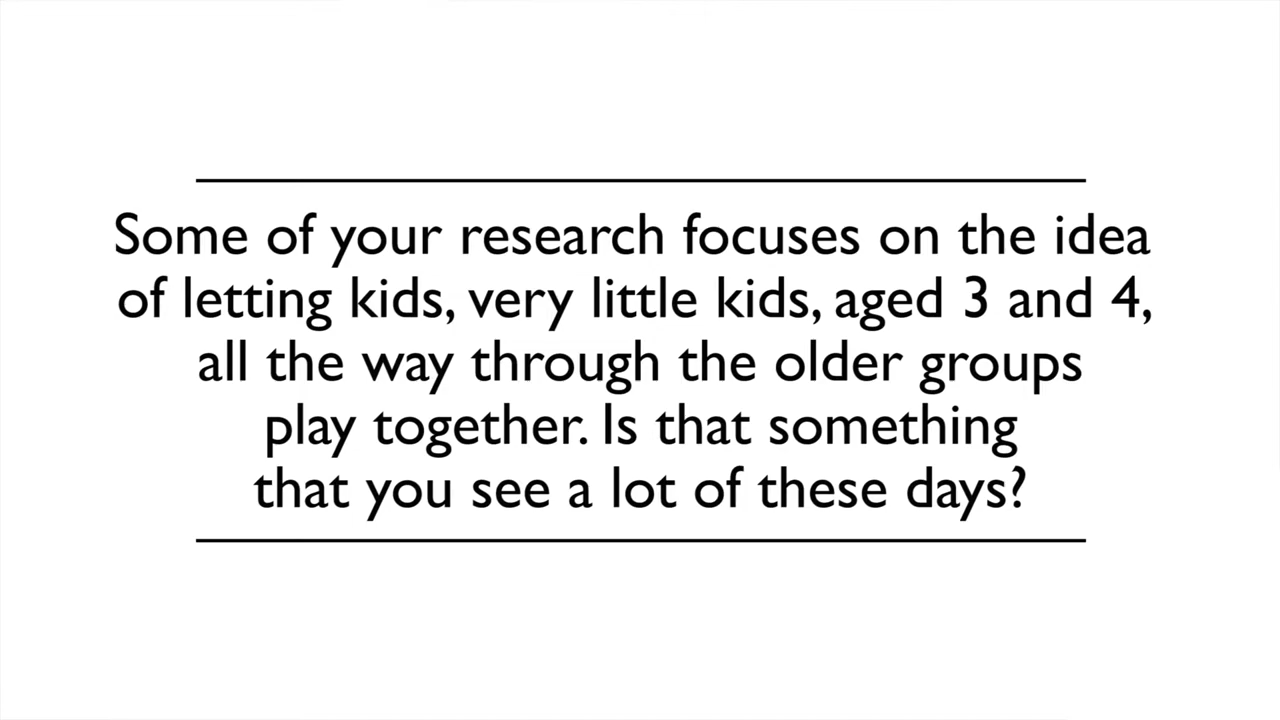 Some of your research focuses on the idea
of letting kids, very little kids, aged 3 and 4,
all the way through the older groups
play together. Is that something
that you see a lot of these days?